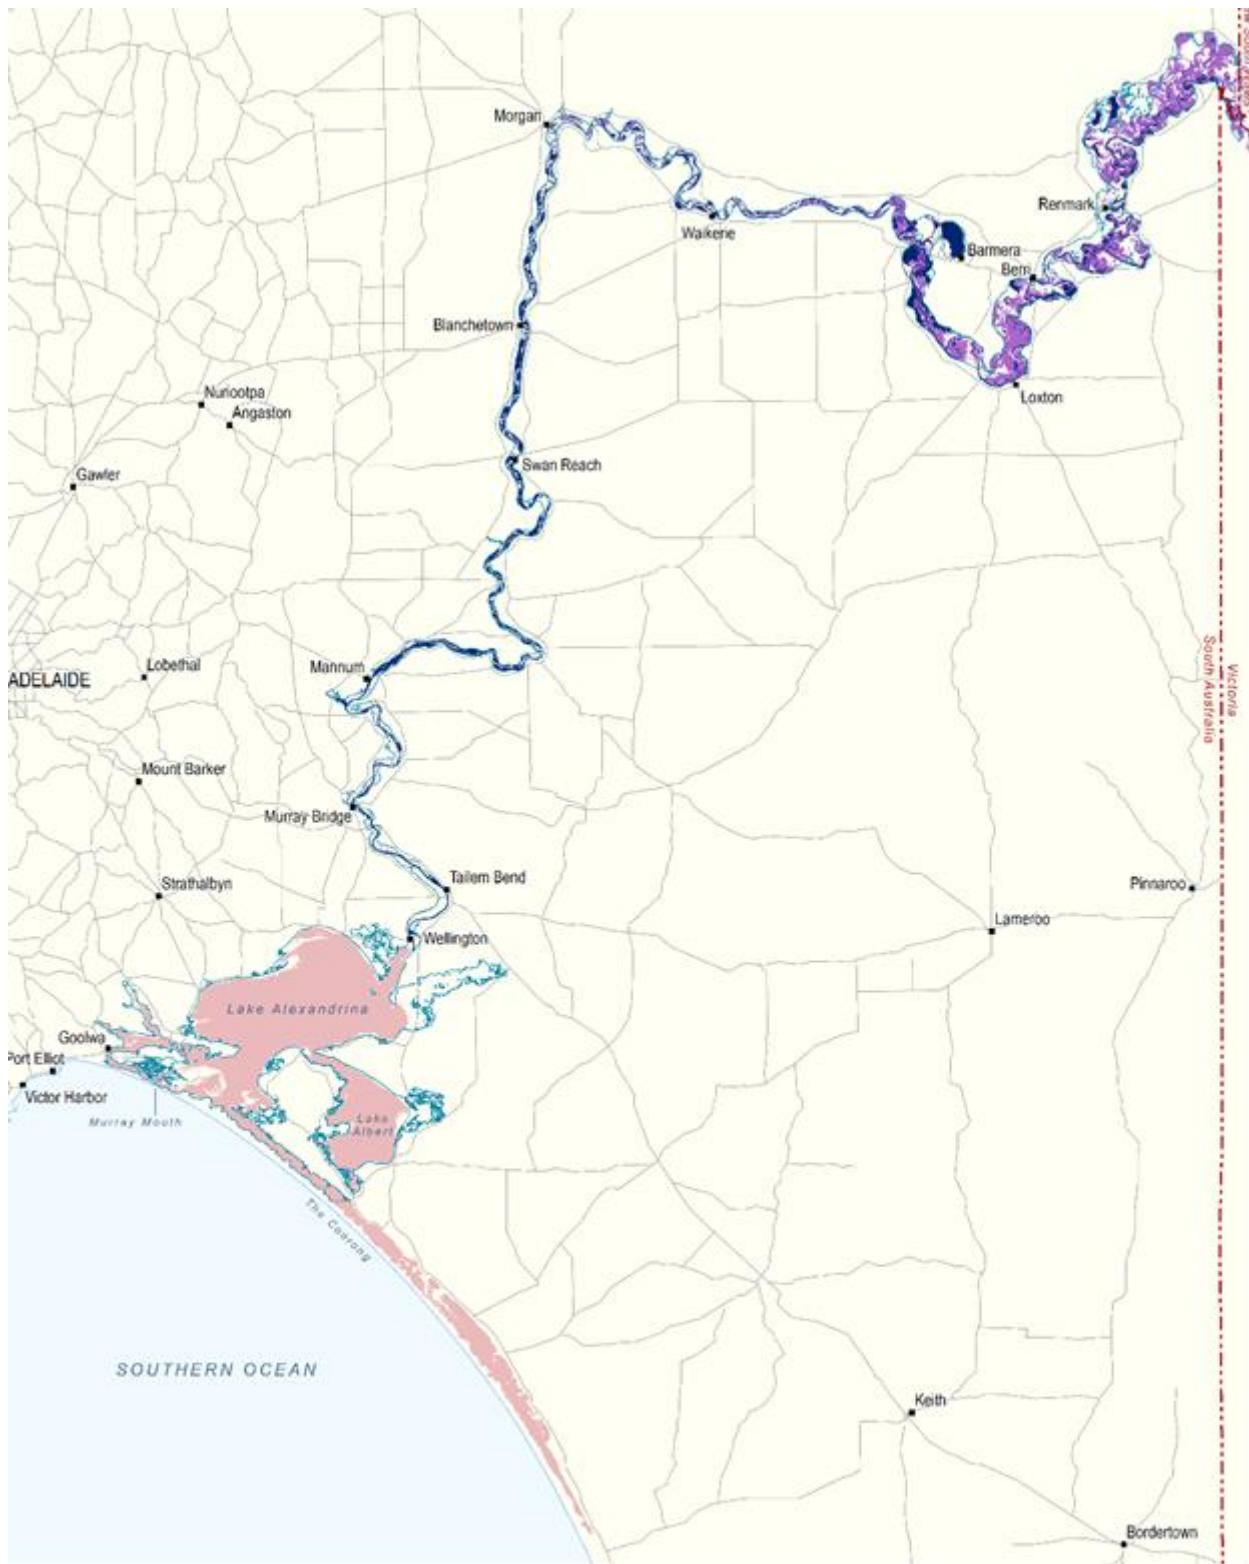 Morgan
Renmark
Waikerie
Barmera
Berri
Blanchetown
Loxton
Nuriootpa
Angaston
Swan Reach
Gawler
Lobethal
Mannum
ADELAIDE
South Australia
Victoria
Mount Barker
Murray Bridge
Tailem Bend
Strathalbyn
Pinnaroo
Lameroo
Wellington
Lake Alexandrina
Goolwa
Port Elliot
Victor Harbor
Murray Mouth
Lake
Albert
The Coorong
SOUTHERN OCEAN
Keith
Bordertown